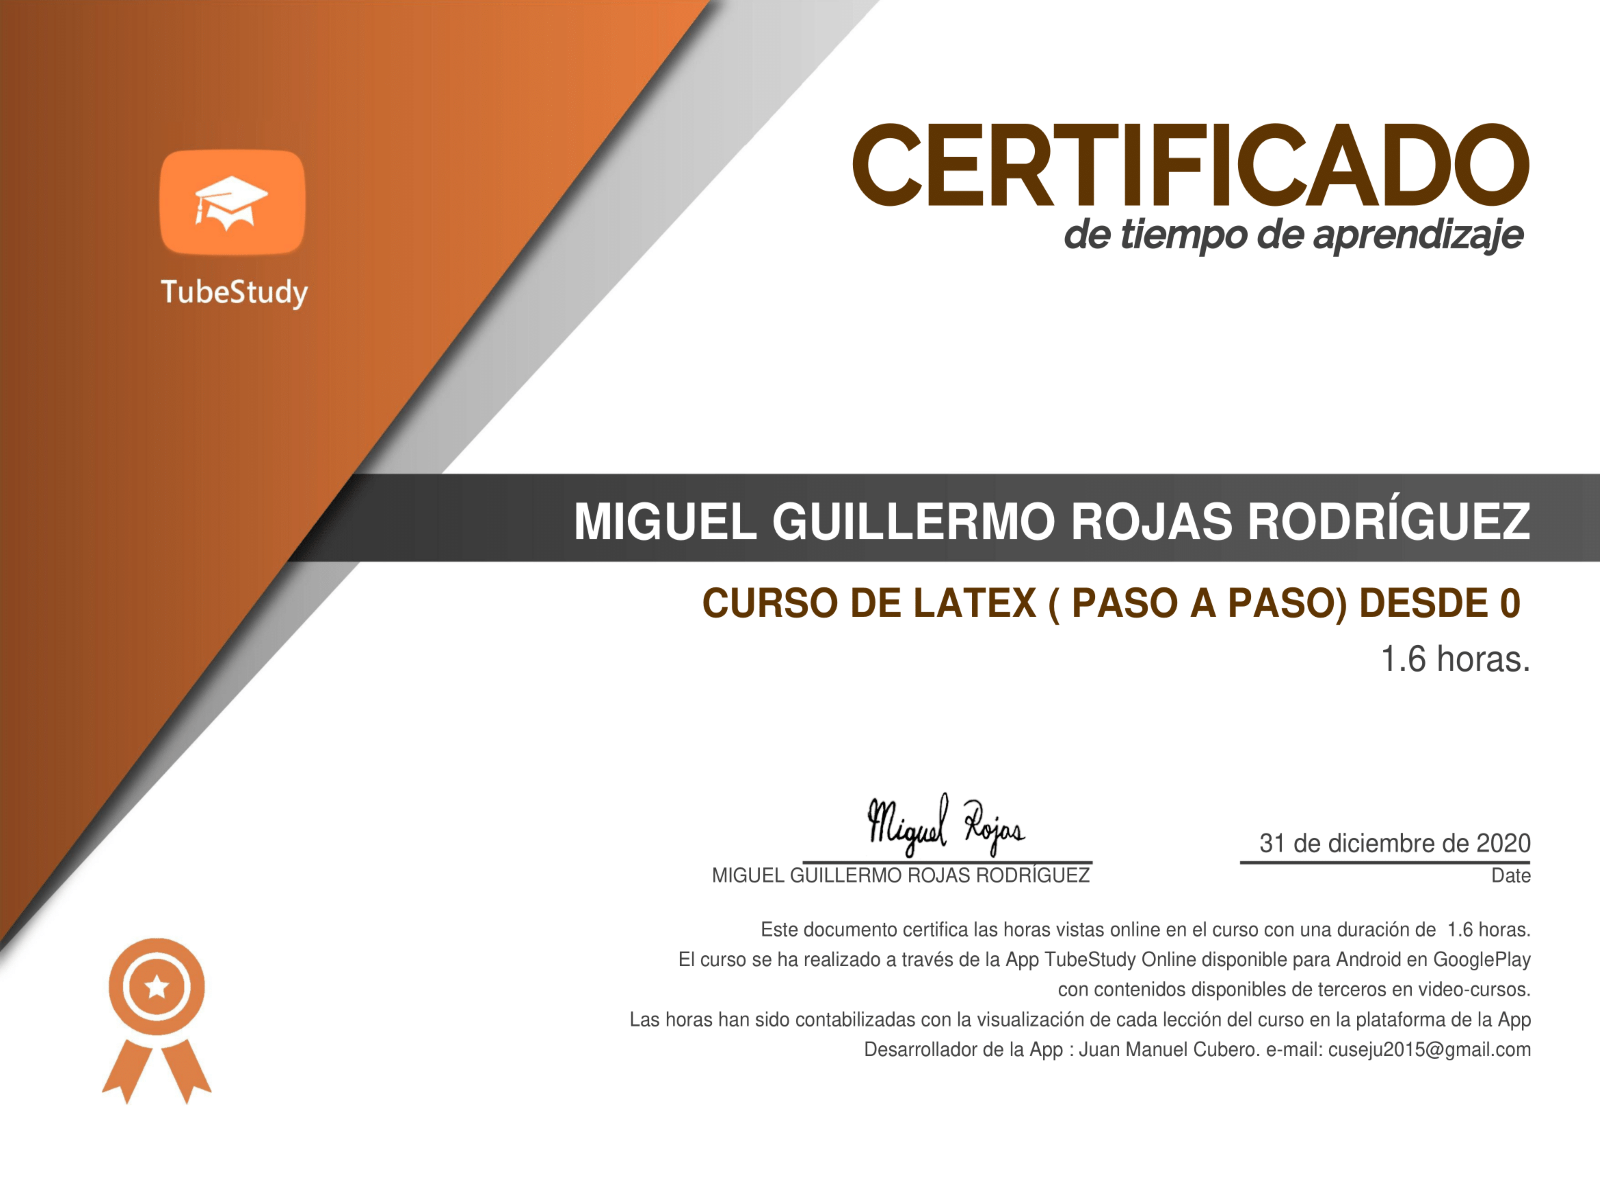 TubeStudy
CERTIFICADO
de tiempo de aprendizaje
MIGUEL GUILLERMO ROJAS RODRÍGUEZ
CURSO DE LATEX ( PASO A PASO) DESDE 0
1.6 horas.
Miguel Rojas
31 de diciembre de 2020
MIGUEL GUILLERMO ROJAS RODRÍGUEZ
Date
Este documento certifica las horas vistas online en el curso con una duración de 1.6 horas.
El curso se ha realizado a través de la App TubeStudy Online disponible para Android en GooglePlay
con contenidos disponibles de terceros en video-cursos.
Las horas han sido contabilizadas con la visualización de cada lección del curso en la plataforma de la App
Desarrollador de la App : Juan Manuel Cubero. e-mail: cuseju2015@gmail.com